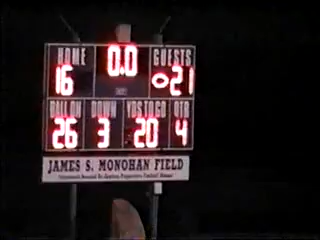 HOME 0.0 GUESTS
16 21
BALL ON DOWN YDS TO GO QTR
26 3 20 4
JAMES S. MONOHAN FIELD